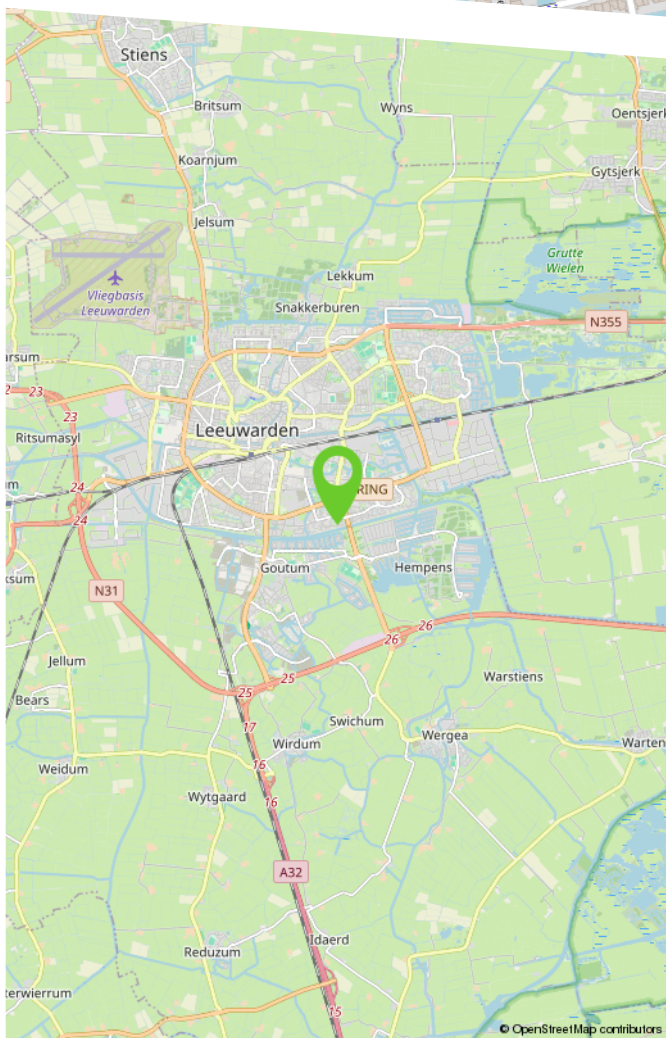 Stiens
Britsum
Wyns
Oentsjerk
Koarnjum
Gytsjerk
Jelsum
Grutte
Wielen
Lekkum
Vliegbasis
Leeuwarden
Snakkerburen
N355
23
23
Leeuwarden
Ritsumasyl
24
RING
24
Goutum
Hempens
N31
26
26
Jellum
25
Warstiens
25
Bears
17
Swichum
Wergea
Wirdum
Warten
Weidum
16
Wytgaard
16
A32
Idaerd
Reduzum
terwierrum
15
© OpenStreetMap contributors